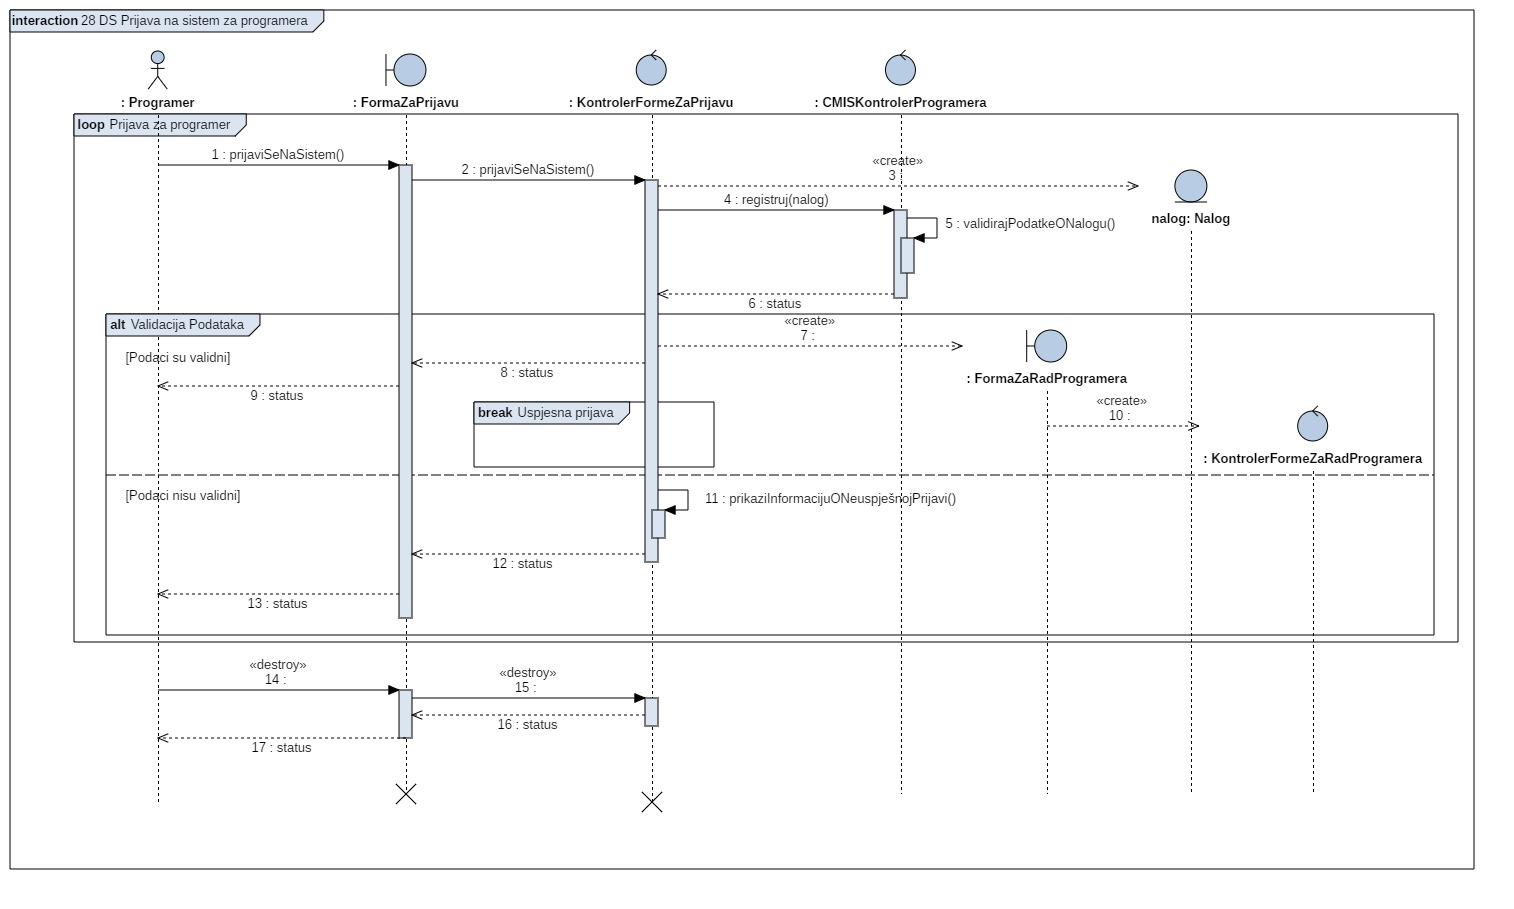 interaction 28 DS Prijava na sistem za programera
: Programer
: FormaZaPrijavu
: KontrolerFormeZaPrijavu
: CMISKontrolerProgramera
loop Prijava za programer
1 : prijaviSeNaSistem()
2 : prijaviSeNaSistem()
«create»
3 :
nalog: Nalog
4 : registruj(nalog)
5 : validirajPodatkeONalogu()
6 : status
alt Validacija Podataka
«create»
7 :
[Podaci su validni]
8 : status
: FormaZaRadProgramera
9 : status
«create»
10 :
break Uspjesna prijava
: KontrolerFormeZaRadProgramera
[Podaci nisu validni]
11 : prikaziInformacijuONeuspješnojPrijavi()
12 : status
13 : status
«destroy»
14 :
«destroy»
15 :
16 : status
17 : status